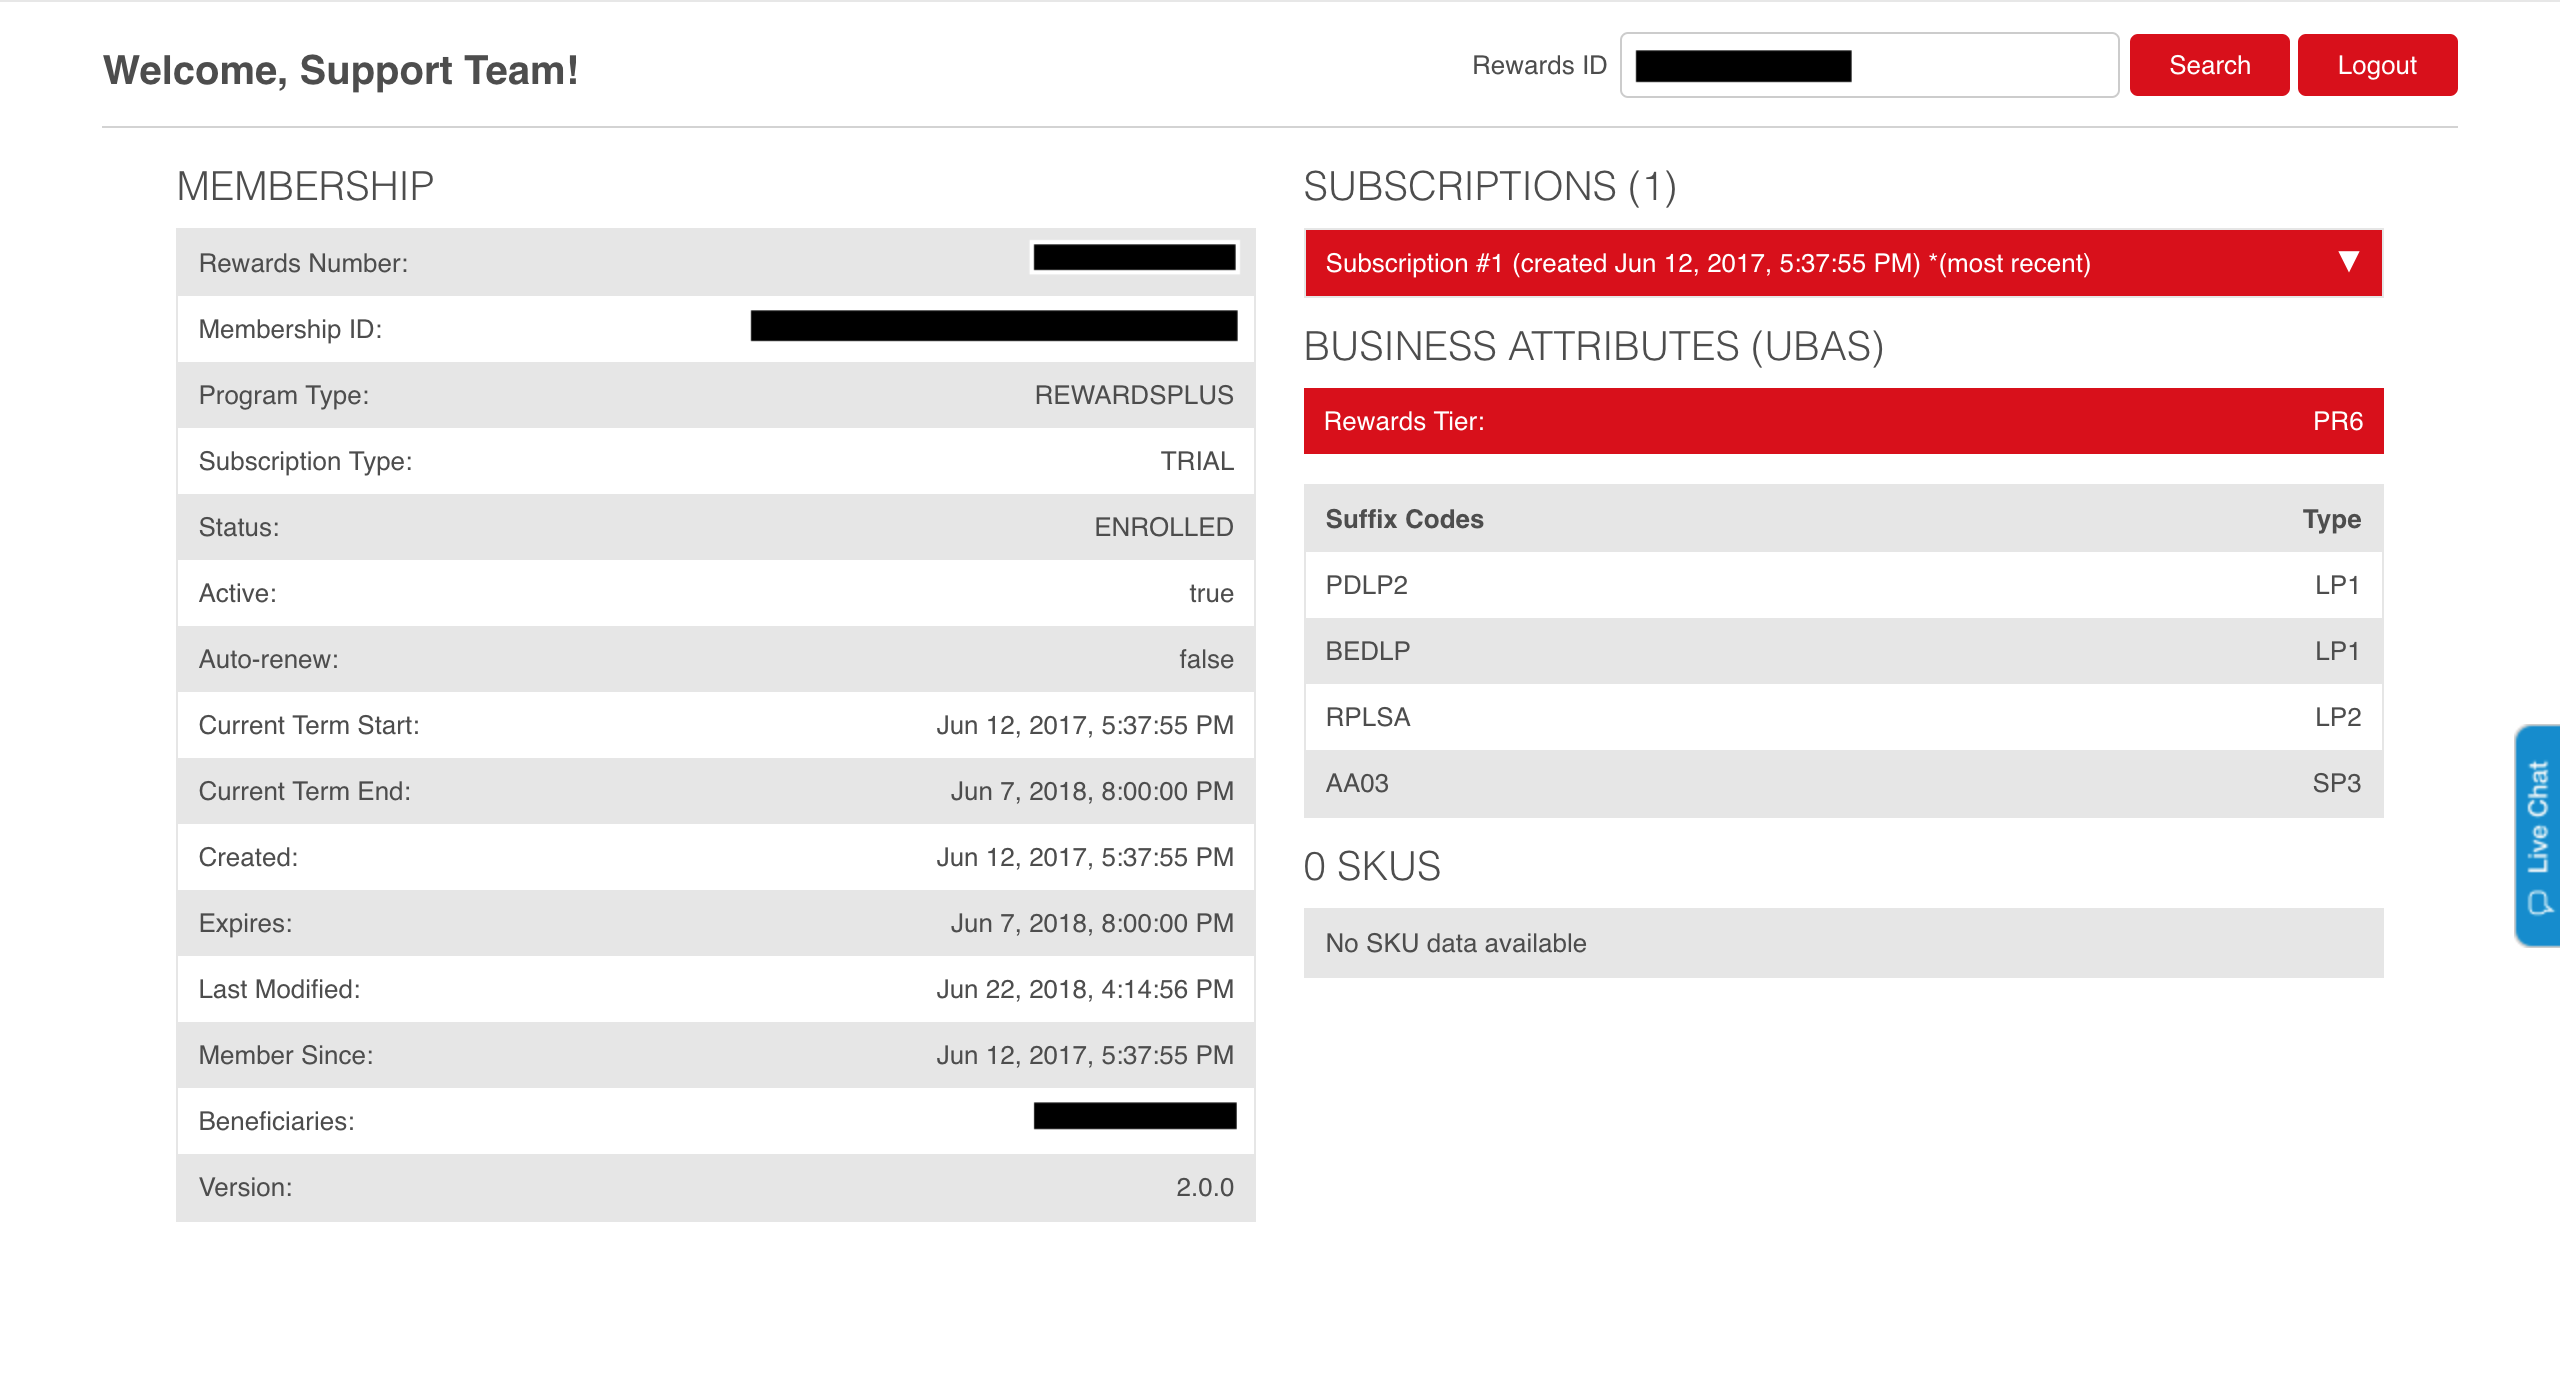 Welcome, Support Team!
Rewards ID
Search
Logout
MEMBERSHIP
Rewards Number:
Membership ID:
Program Type: REWARDSPLUS
Subscription Type: TRIAL
Status: ENROLLED
Active: true
Auto-renew: false
Current Term Start: Jun 12, 2017, 5:37:55 PM
Current Term End: Jun 7, 2018, 8:00:00 PM
Created: Jun 12, 2017, 5:37:55 PM
Expires: Jun 7, 2018, 8:00:00 PM
Last Modified: Jun 22, 2018, 4:14:56 PM
Member Since: Jun 12, 2017, 5:37:55 PM
Beneficiaries:
Version: 2.0.0
SUBSCRIPTIONS (1)
Subscription #1 (created Jun 12, 2017, 5:37:55 PM) *(most recent) ▼
BUSINESS ATTRIBUTES (UBAS)
Rewards Tier: PR6
Suffix Codes Type
PDLP2 LP1
BEDLP LP1
RPLSA LP2
AA03 SP3
0 SKUS
No SKU data available
Live Chat